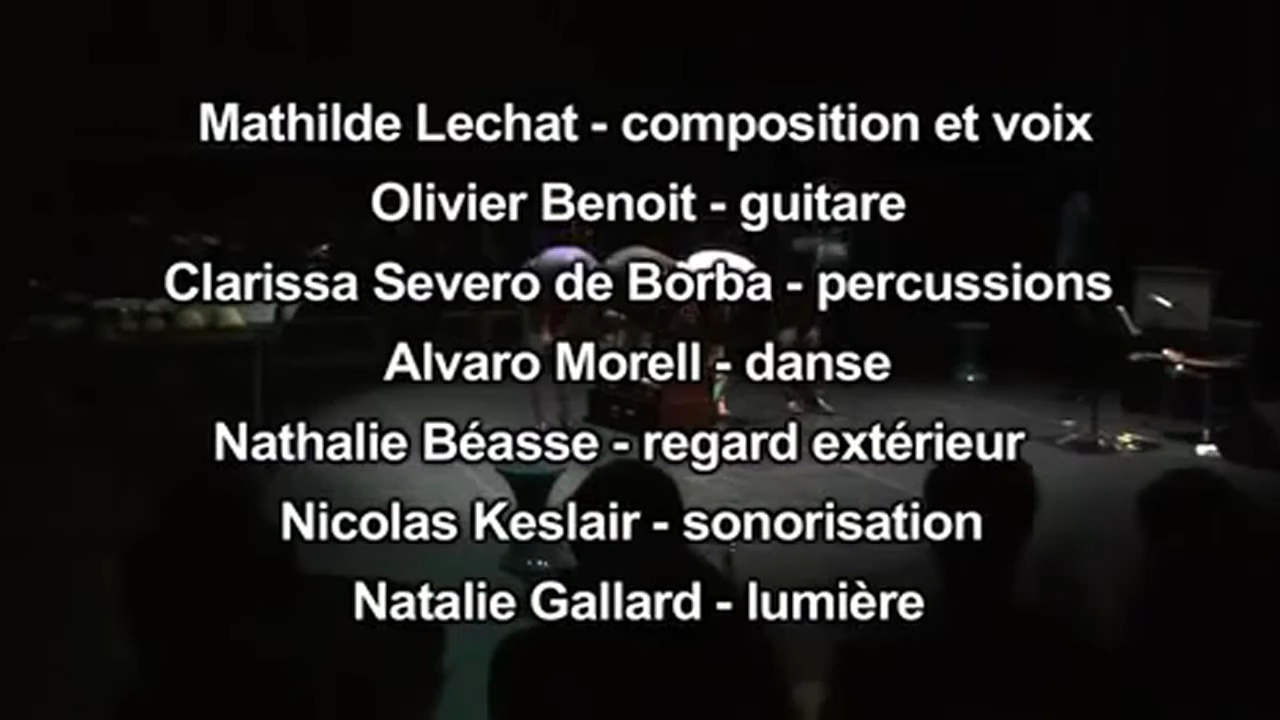 Mathilde Lechat - composition et voix
Olivier Benoit - guitare
Clarissa Severo de Borba - percussions
Alvaro Morell - danse
Nathalie Béasse - regard extérieur
Nicolas Keslair - sonorisation
Natalie Gallard - lumière